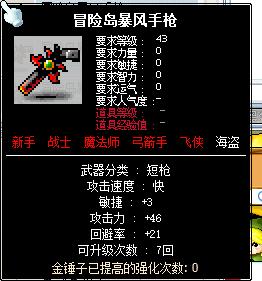 冒险岛暴风手枪
要求等级： 43
要求力量： 0
要求敏捷： 0
要求智力： 0
要求运气： 0
要求人气度： -
道具等级： -
道具经验值： -
新手 战士 魔法师 弓箭手 飞侠 海盗
武器分类： 短枪
攻击速度： 快
敏捷： +3
攻击力： +46
回避率： +21
可升级次数： 7回
金锤子已提高的强化次数: 0